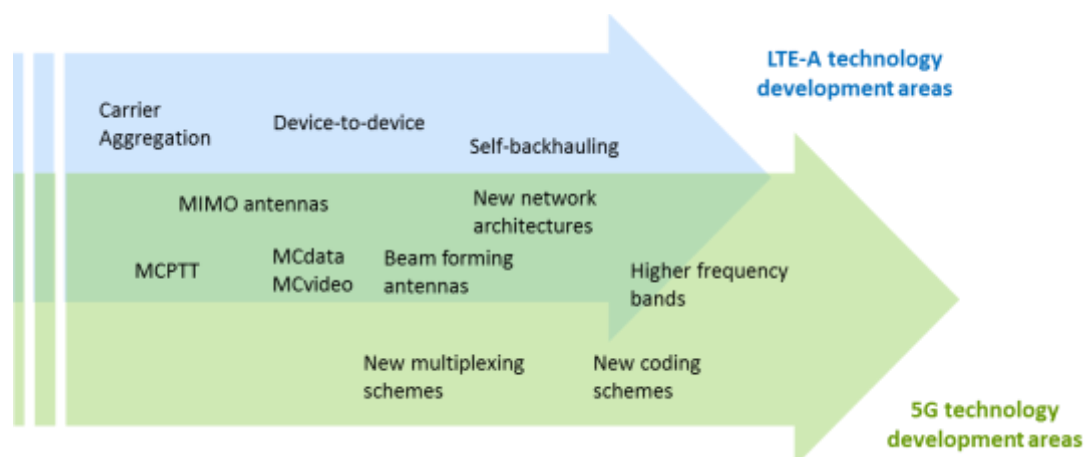 LTE-A technology
development areas
Carrier
Aggregation
Device-to-device
Self-backhauling
MIMO antennas
New network
architectures
MCPTT
MCdata
MCvideo
Beam forming
antennas
Higher frequency
bands
New multiplexing
schemes
New coding
schemes
5G technology
development areas